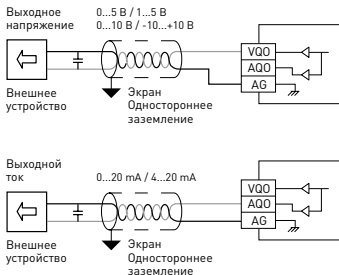 Выходное
напряжение
0...5 В / 1...5 В
0...10 В / -10...+10 В
VQO
AQO
AG
Внешнее
устройство
Экран
Одностороннее
заземление
Выходной
ток
0...20 mA / 4...20 mA
VQO
AQO
AG
Внешнее
устройство
Экран
Одностороннее
заземление